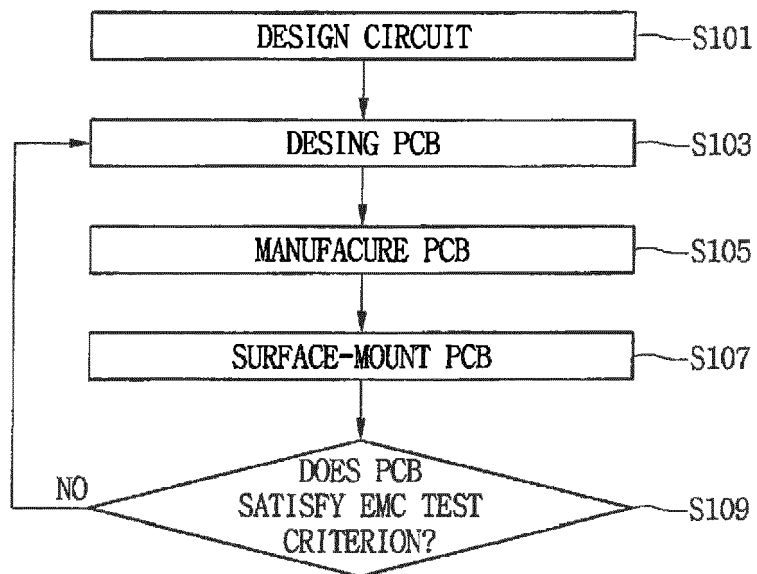 DESIGN CIRCUIT
S101
DESING PCB
S103
MANUFACURE PCB
S105
SURFACE-MOUNT PCB
S107
DOES PCB
SATISFY EMC TEST
CRITERION?
NO
S109